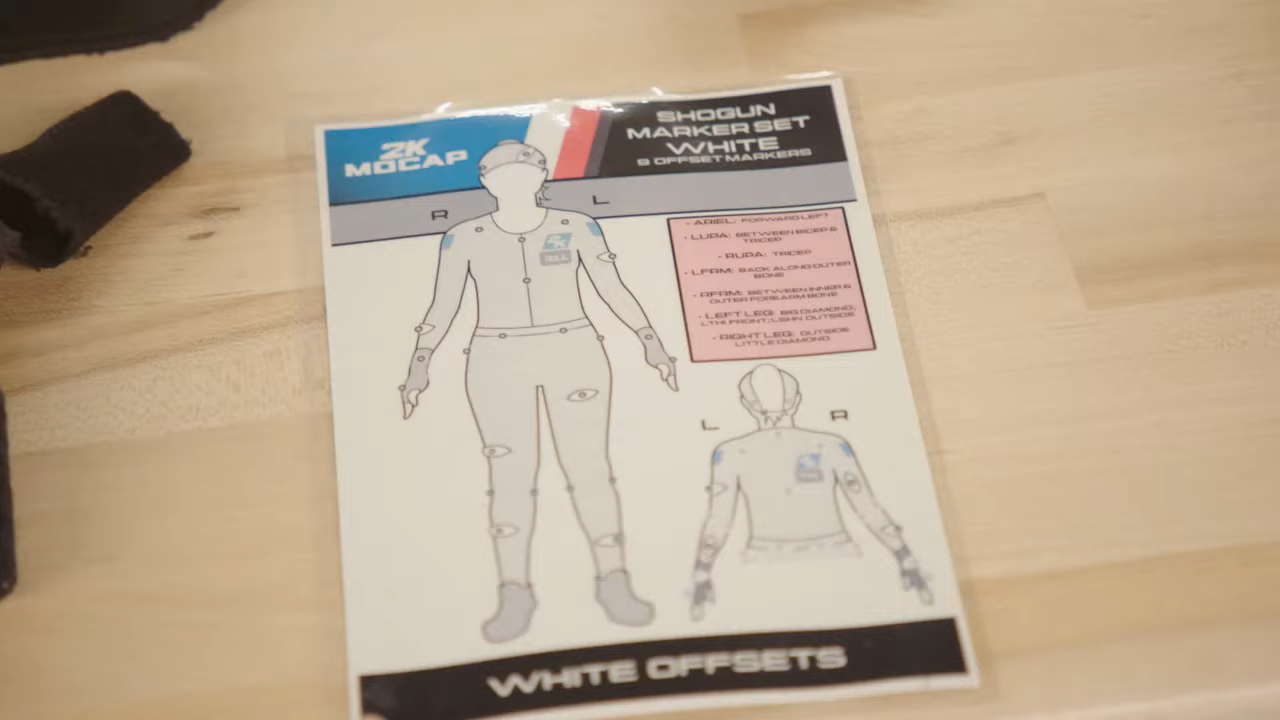 2K
MOCAP
SHOGUN
MARKER SET
WHITE
8 OFFSET MARKERS
R
L
• ARIEL: FORWARD LEFT
• LUPA: BETWEEN BICEP &
TRICEP
• RUPA: TRICEP
• LFRM: BACK ALONG OUTER
BONE
• RFRM: BETWEEN INNER &
OUTER FOREARM BONE
• LEFT LEG: BIG DIAMOND;
LTHI FRONT; LSHN OUTSIDE
• RIGHT LEG: OUTSIDE
LITTLE DIAMOND
L
R
WHITE OFFSETS